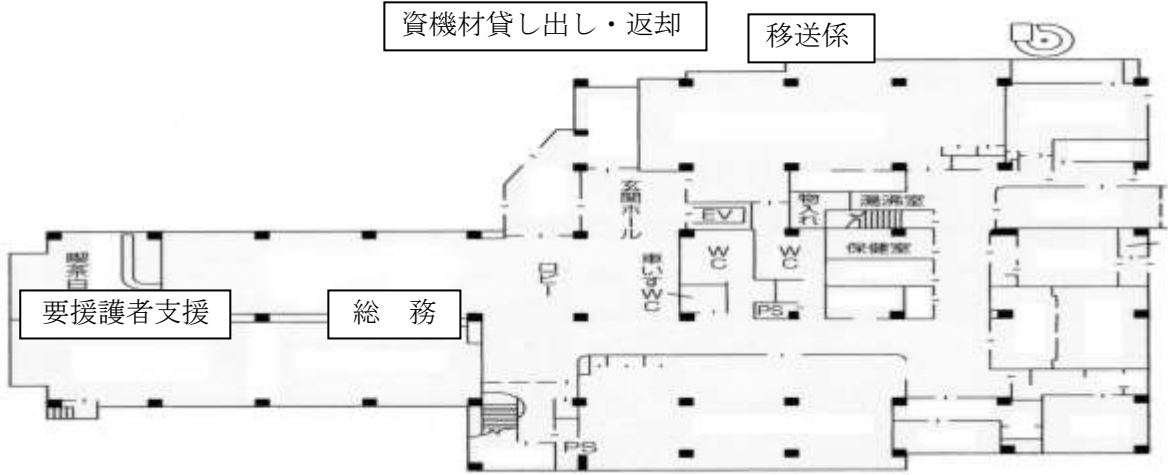 資機材貸し出し・返却
移送係
玄関ホール
EV
物入れ
湯沸室
保健室
WC
WC
車いすWC
PS
ロビー
喫茶
要援護者支援
総 務
PS